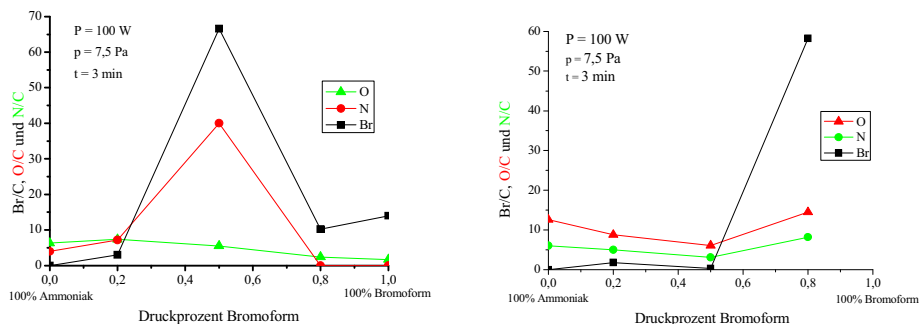 Br/C, O/C und N/C
70
60
50
40
30
20
10
0
P = 100 W
p = 7,5 Pa
t = 3 min
O
N
Br
0,0 0,2 0,4 0,6 0,8 1,0
100% Ammoniak 100% Bromoform
Druckprozent Bromoform
Br/C, O/C und N/C
60
50
40
30
20
10
0
P = 100 W
p = 7,5 Pa
t = 3 min
O
N
Br
0,0 0,2 0,4 0,6 0,8 1,0
100% Ammoniak 100% Bromoform
Druckprozent Bromoform